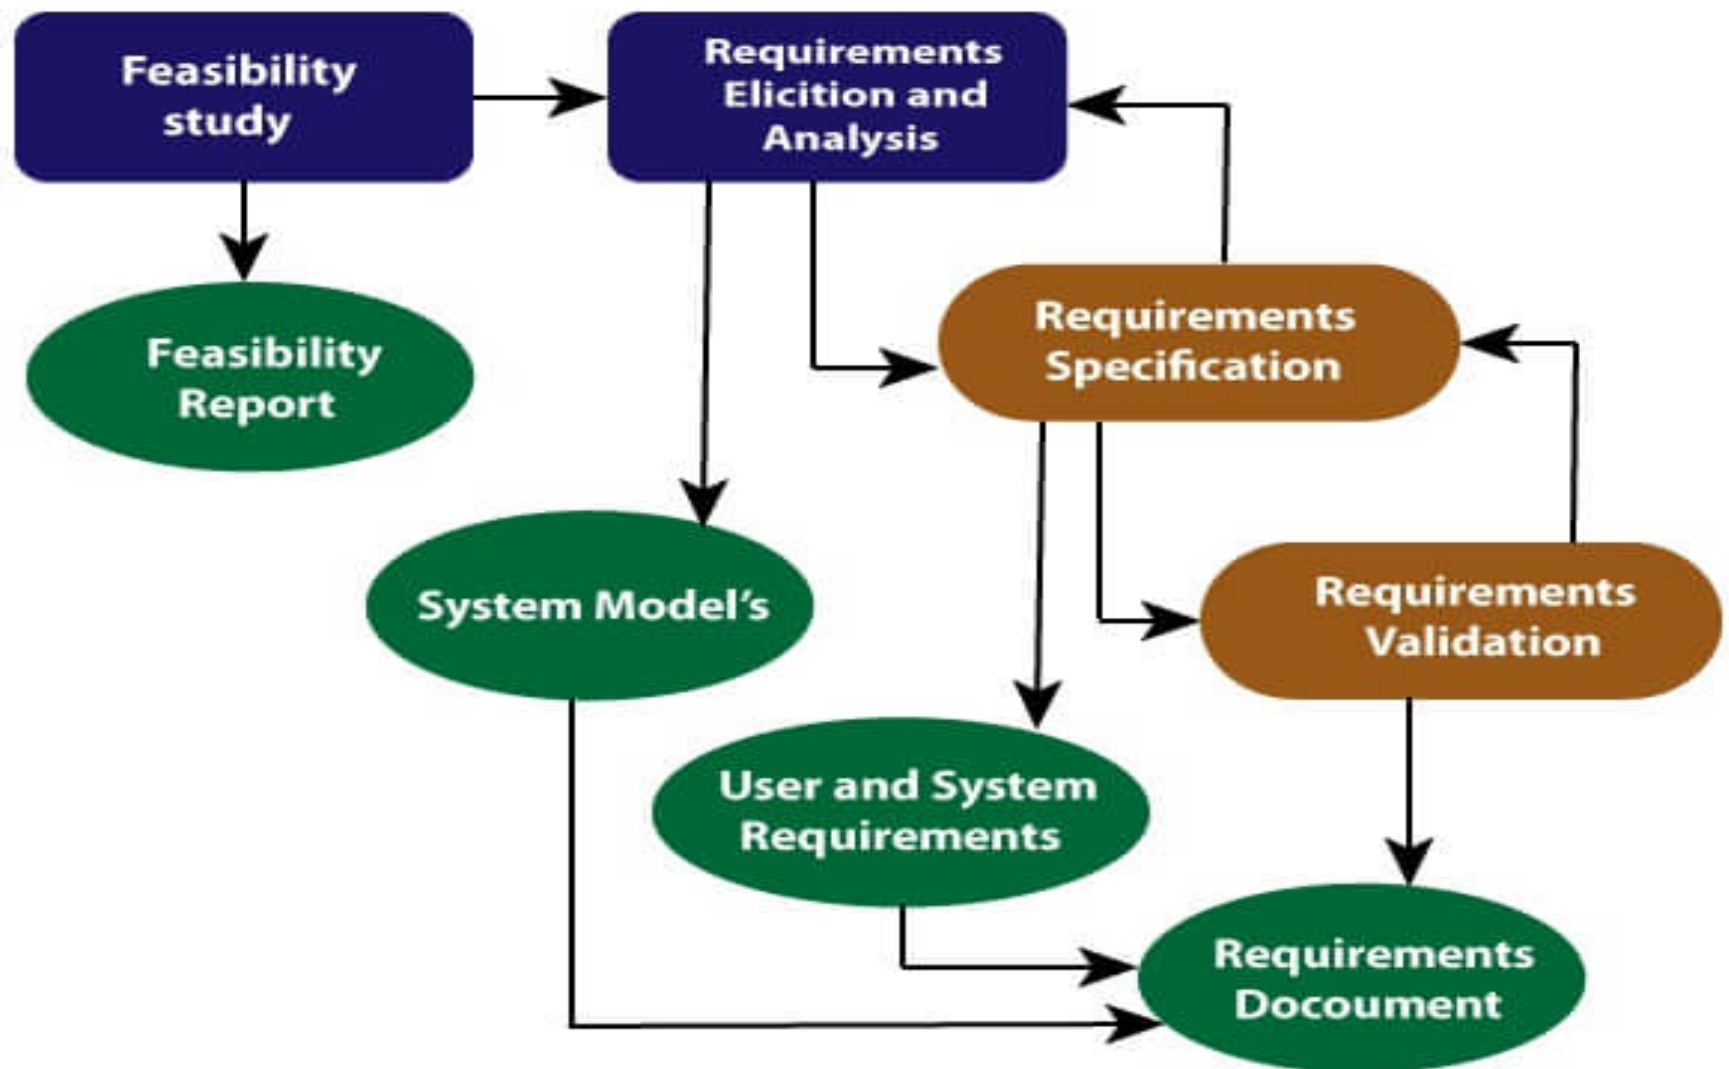 Feasibility
study
Requirements
Elicition and
Analysis
Feasibility
Report
Requirements
Specification
System Model’s
Requirements
Validation
User and System
Requirements
Requirements
Docoument